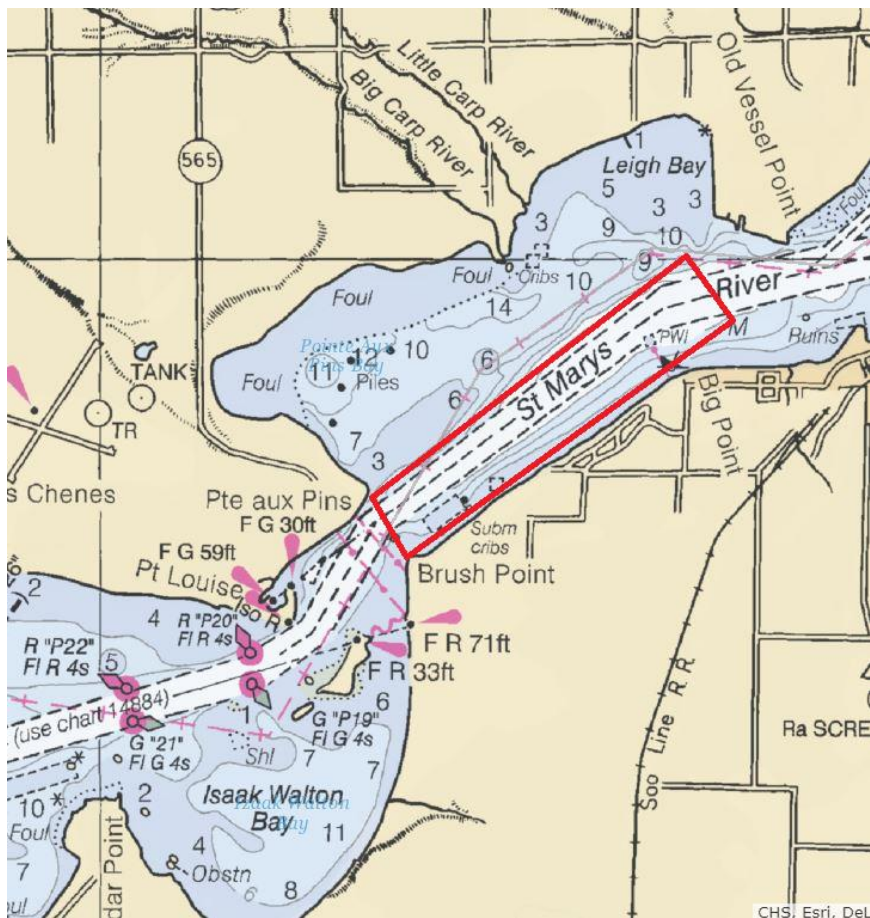 Little Carp River
Big Carp River
Old Vessel Point
565
1
Leigh Bay
5
3
3
3
9
10
Foul
Foul
Cribs
9
10
River
Foul
14
M
PWI
Ruins
Pointe Aux
Pins Bay
12
10
6
11
Piles
Foul
St Marys
TANK
TR
6
7
Big Point
3
s Chenes
Pte aux Pins
Subm
cribs
F G 30ft
F G 59ft
Pt Louise
Brush Point
2
4
Iso R
R "P20"
Fl R 4s
F R 71ft
R "P22"
Fl R 4s
5
F R 33ft
(use chart 14884)
6
1
G "P19"
Fl G 4s
G "21"
Fl G 4s
Shl
7
7
Ra SCRE
Soo Line R.R.
Isaak Walton
Bay
Izaak Walton
Bay
10
2
Foul
11
4
7
dar Point
Obstn
6
8
oul
CHS, Esri, DeL